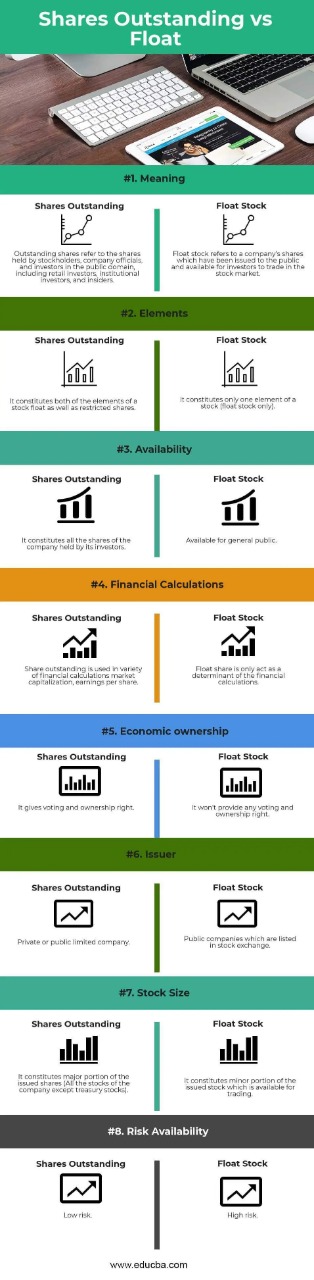 Shares Outstanding vs
Float
#1. Meaning
Shares Outstanding
Outstanding shares refer to the shares
held by stockholders, company officials,
and investors in the public domain,
including retail investors, institutional
investors, and insiders.
Float Stock
Float stock refers to a company's shares
which have been issued to the public
and available for investors to trade in the
stock market.
#2. Elements
Shares Outstanding
It constitutes both of the elements of a
stock float as well as restricted shares.
Float Stock
It constitutes only one element of a
stock (float stock only).
#3. Availability
Shares Outstanding
It constitutes all the shares of the
company held by its investors.
Float Stock
Available for general public.
#4. Financial Calculations
Shares Outstanding
Share outstanding is used in variety
of financial calculations market
capitalization, earnings per share.
Float Stock
Float share is only act as a
determinant of the financial
calculations.
#5. Economic ownership
Shares Outstanding
It gives voting and ownership right.
Float Stock
It won't provide any voting and
ownership right.
#6. Issuer
Shares Outstanding
Private or public limited company.
Float Stock
Public companies which are listed
in stock exchange.
#7. Stock Size
Shares Outstanding
It constitutes major portion of the
issued shares (All the stocks of the
company except treasury stocks).
Float Stock
It constitutes minor portion of the
issued stock which is available for
trading.
#8. Risk Availability
Shares Outstanding
Low risk.
Float Stock
High risk.
www.educba.com